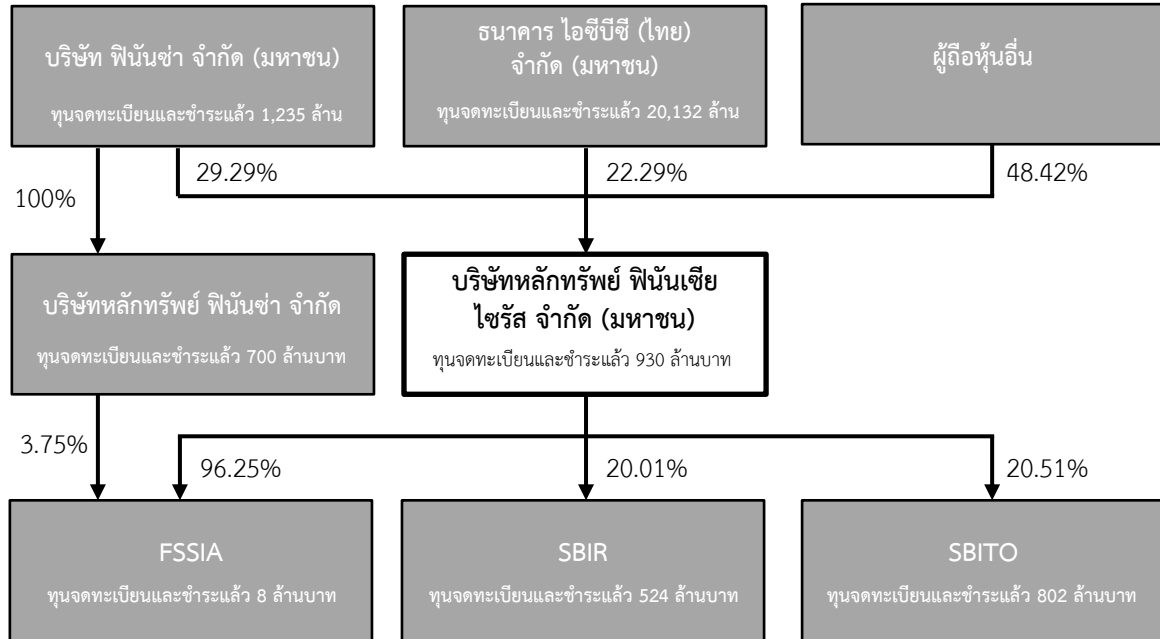 บริษัท ฟินันซ่า จำกัด (มหาชน)
ทุนจดทะเบียนและชำระแล้ว 1,235 ล้าน
ธนาคาร ไอซีบีซี (ไทย)
จำกัด (มหาชน)
ทุนจดทะเบียนและชำระแล้ว 20,132 ล้าน
ผู้ถือหุ้นอื่น
29.29%
22.29%
48.42%
100%
บริษัทหลักทรัพย์ ฟินันซ่า จำกัด
ทุนจดทะเบียนและชำระแล้ว 700 ล้านบาท
บริษัทหลักทรัพย์ ฟินันเซีย
ไซรัส จำกัด (มหาชน)
ทุนจดทะเบียนและชำระแล้ว 930 ล้านบาท
3.75%
96.25%
20.01%
20.51%
FSSIA
ทุนจดทะเบียนและชำระแล้ว 8 ล้านบาท
SBIR
ทุนจดทะเบียนและชำระแล้ว 524 ล้านบาท
SBITO
ทุนจดทะเบียนและชำระแล้ว 802 ล้านบาท